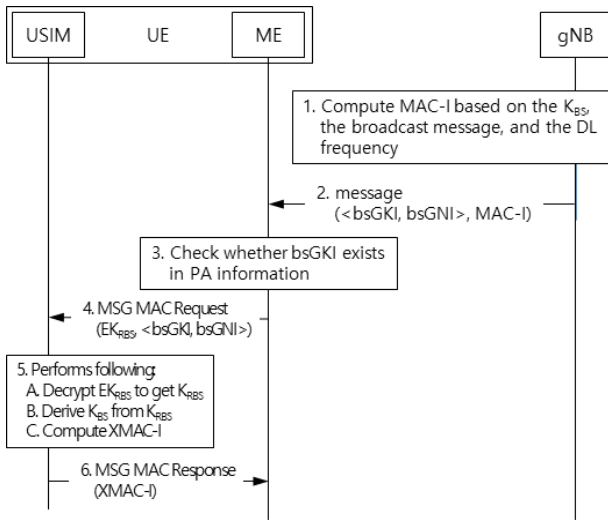 USIM UE ME gNB
1. Compute MAC-I based on the KBS,
the broadcast message, and the DL
frequency
2. message
(<bsGKI, bsGNI>, MAC-I)
3. Check whether bsGKI exists
in PA information
4. MSG MAC Request
(EKRBS, <bsGKI, bsGNI>)
5. Performs following:
A. Decrypt EKRBS to get KRBS
B. Derive KBS from KRBS
C. Compute XMAC-I
6. MSG MAC Response
(XMAC-I)